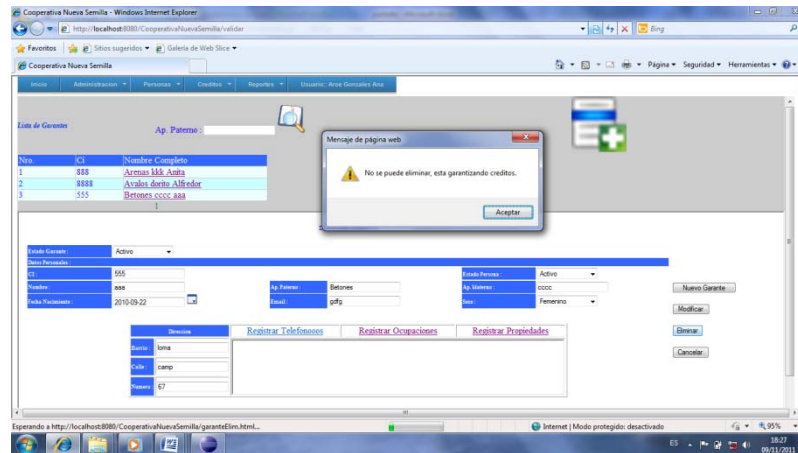 Cooperativa Nueva Semilla - Windows Internet Explorer
http://localhost:8080/CooperativaNuevaSemilla/validar
Bing
Favoritos Sitios sugeridos Galería de Web Slice
Cooperativa Nueva Semilla Página Seguridad Herramientas
Inicio Administracion Personas Creditos Reportes Usuario: Arce Gonzales Ana
Lista de Garantes
Ap. Paterno :
Mensaje de página web
No se puede eliminar, esta garantizando creditos.
Aceptar
Nro. Ci Nombre Completo
1 888 Arenas kkk Anita
2 8888 Avalos dorito Alfredor
3 555 Betones cccc aaa
1
Estado Garante: Activo
Datos Personales:
CI : 555 Estado Persona : Activo
Nombre : aaa Ap. Paterno : Betones Ap. Materno : cccc
Fecha Nacimiento : 2010-09-22 Email : gdfg Sexo : Femenino
Nuevo Garante
Modificar
Eliminar
Cancelar
Direccion Registrar Telefonooos Registrar Ocupaciones Registrar Propiedades
Barrio : loma
Calle : camp
Numero : 67
Esperando a http://localhost:8080/CooperativaNuevaSemilla/garanteElim.html... Internet | Modo protegido: desactivado 95%
ES 18:27
09/11/2011